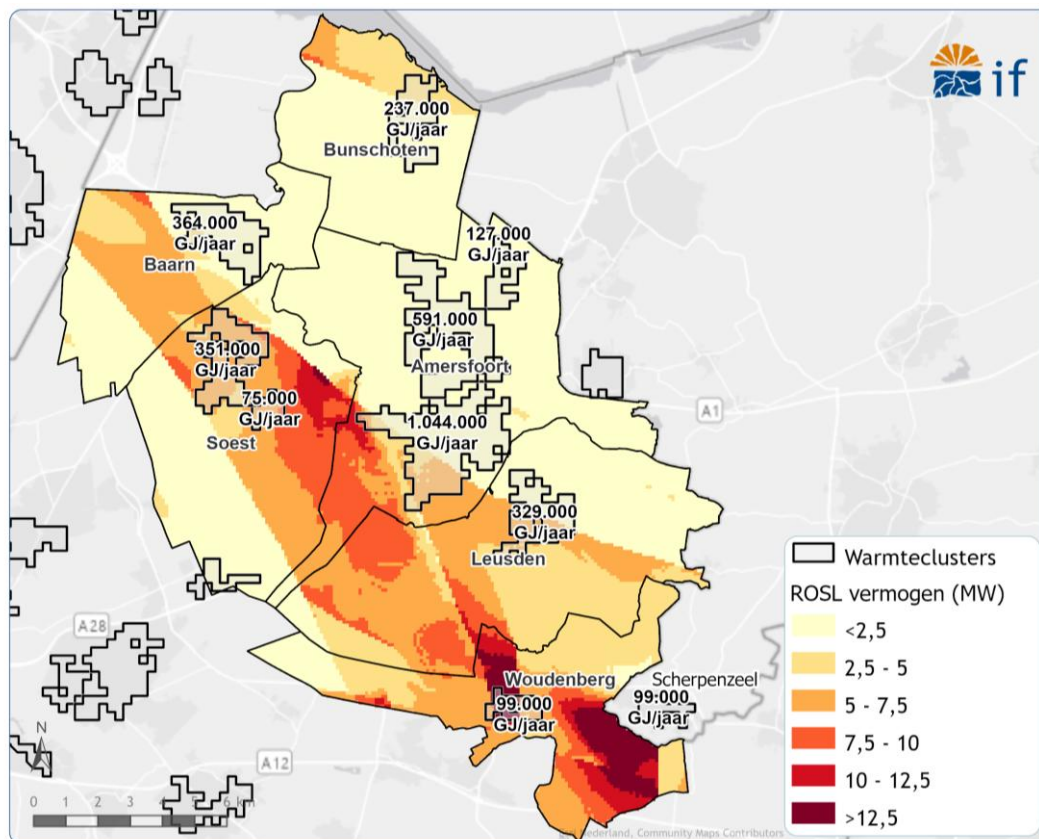 if
237.000
GJ/jaar
Bunschoten
364.000
GJ/jaar
Baarn
127.000
GJ/jaar
591.000
GJ/jaar
Amersfoort
351.000
GJ/jaar
75.000
GJ/jaar
Soest
1.044.000
GJ/jaar
A1
329.000
GJ/jaar
Leusden
A28
Woudenberg
99.000
GJ/jaar
Scherpenzeel
99.000
GJ/jaar
A12
N
0 1 2 3 4 5 6 km
Warmteclusters
ROSL vermogen (MW)
<2,5
2,5 - 5
5 - 7,5
7,5 - 10
10 - 12,5
>12,5
Nederland, Community Maps Contributors